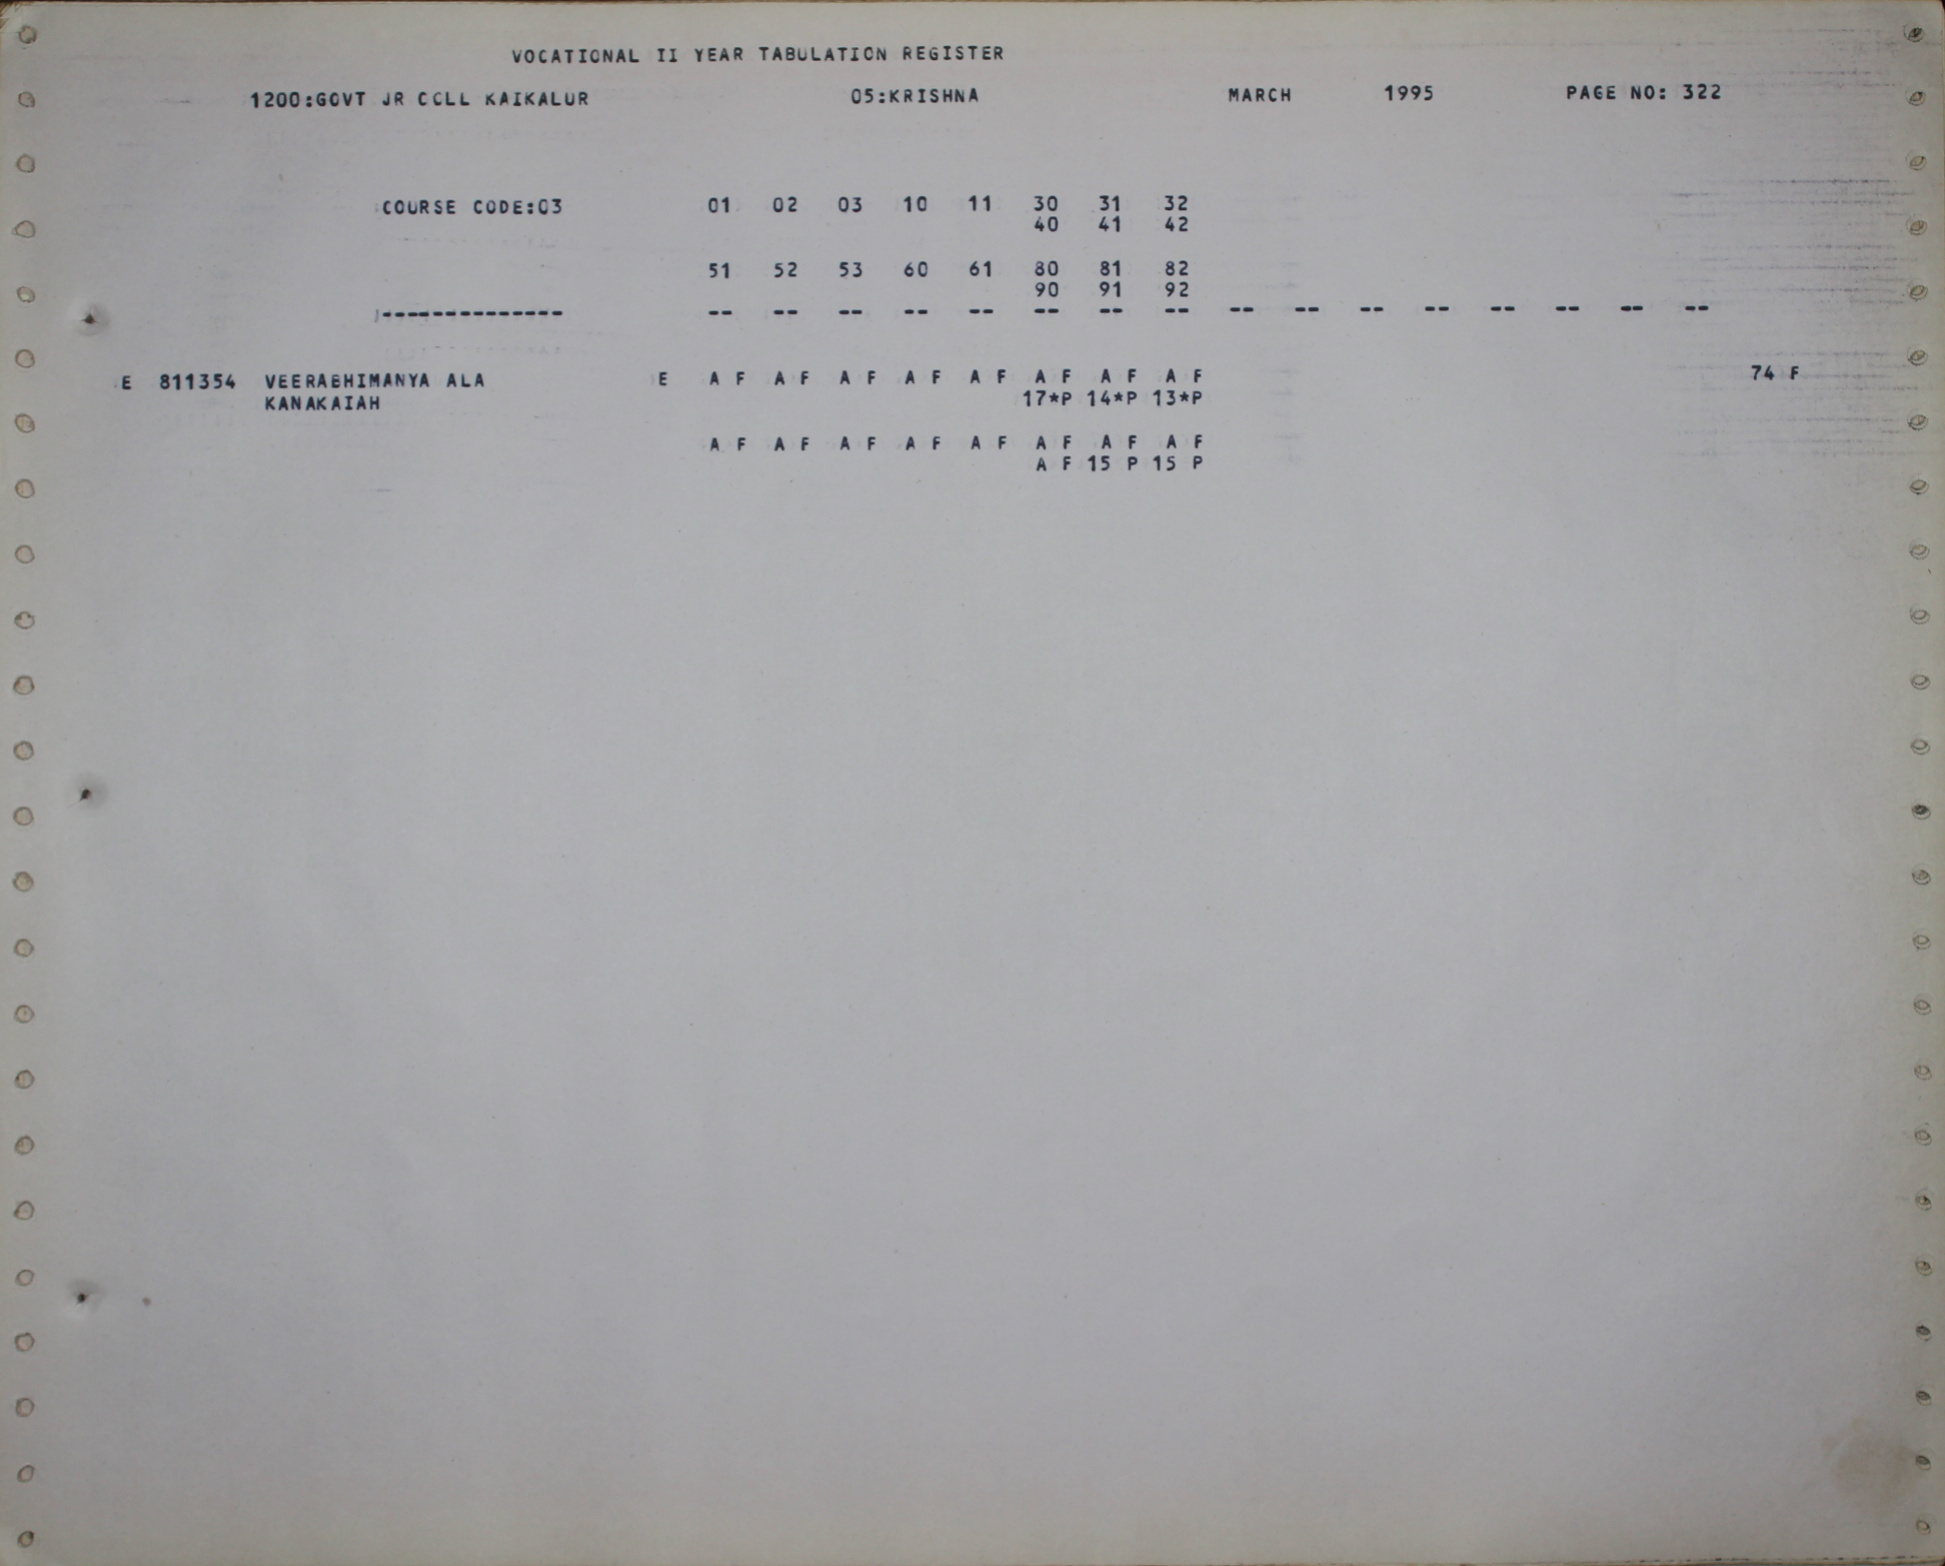 VOCATIONAL II YEAR TABULATION REGISTER
1200:GOVT JR COLL KAIKALUR 05:KRISHNA MARCH 1995 PAGE NO: 322
COURSE CODE:03 01 02 03 10 11 30 31 32
40 41 42
51 52 53 60 61 80 81 82
90 91 92
-------------- -- -- -- -- -- -- -- -- -- -- -- -- -- -- -- --
E 811354 VEERABHIMANYA ALA E A F A F A F A F A F A F A F A F 74 F
KANAKAIAH 17*P 14*P 13*P
A F A F A F A F A F A F A F A F
A F 15 P 15 P